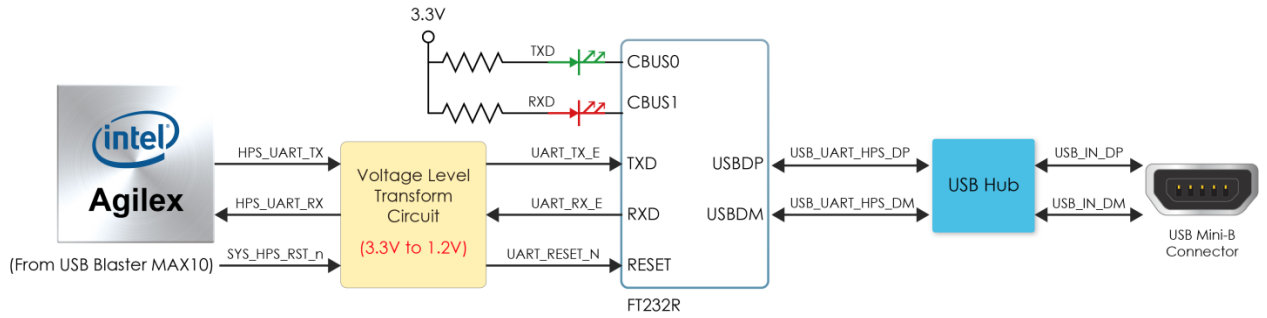 3.3V
TXD
CBUS0
RXD
CBUS1
intel
Agilex
HPS_UART_TX
HPS_UART_RX
(From USB Blaster MAX10)
SYS_HPS_RST_n
Voltage Level
Transform
Circuit
(3.3V to 1.2V)
UART_TX_E
UART_RX_E
UART_RESET_N
TXD
RXD
RESET
USBDP
USBDM
FT232R
USB_UART_HPS_DP
USB_UART_HPS_DM
USB Hub
USB_IN_DP
USB_IN_DM
USB Mini-B
Connector